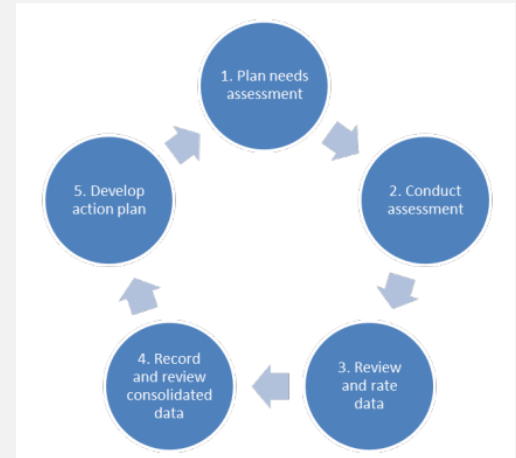 1. Plan needs
assessment
2. Conduct
assessment
3. Review
and rate
data
4. Record
and review
consolidated
data
5. Develop
action plan